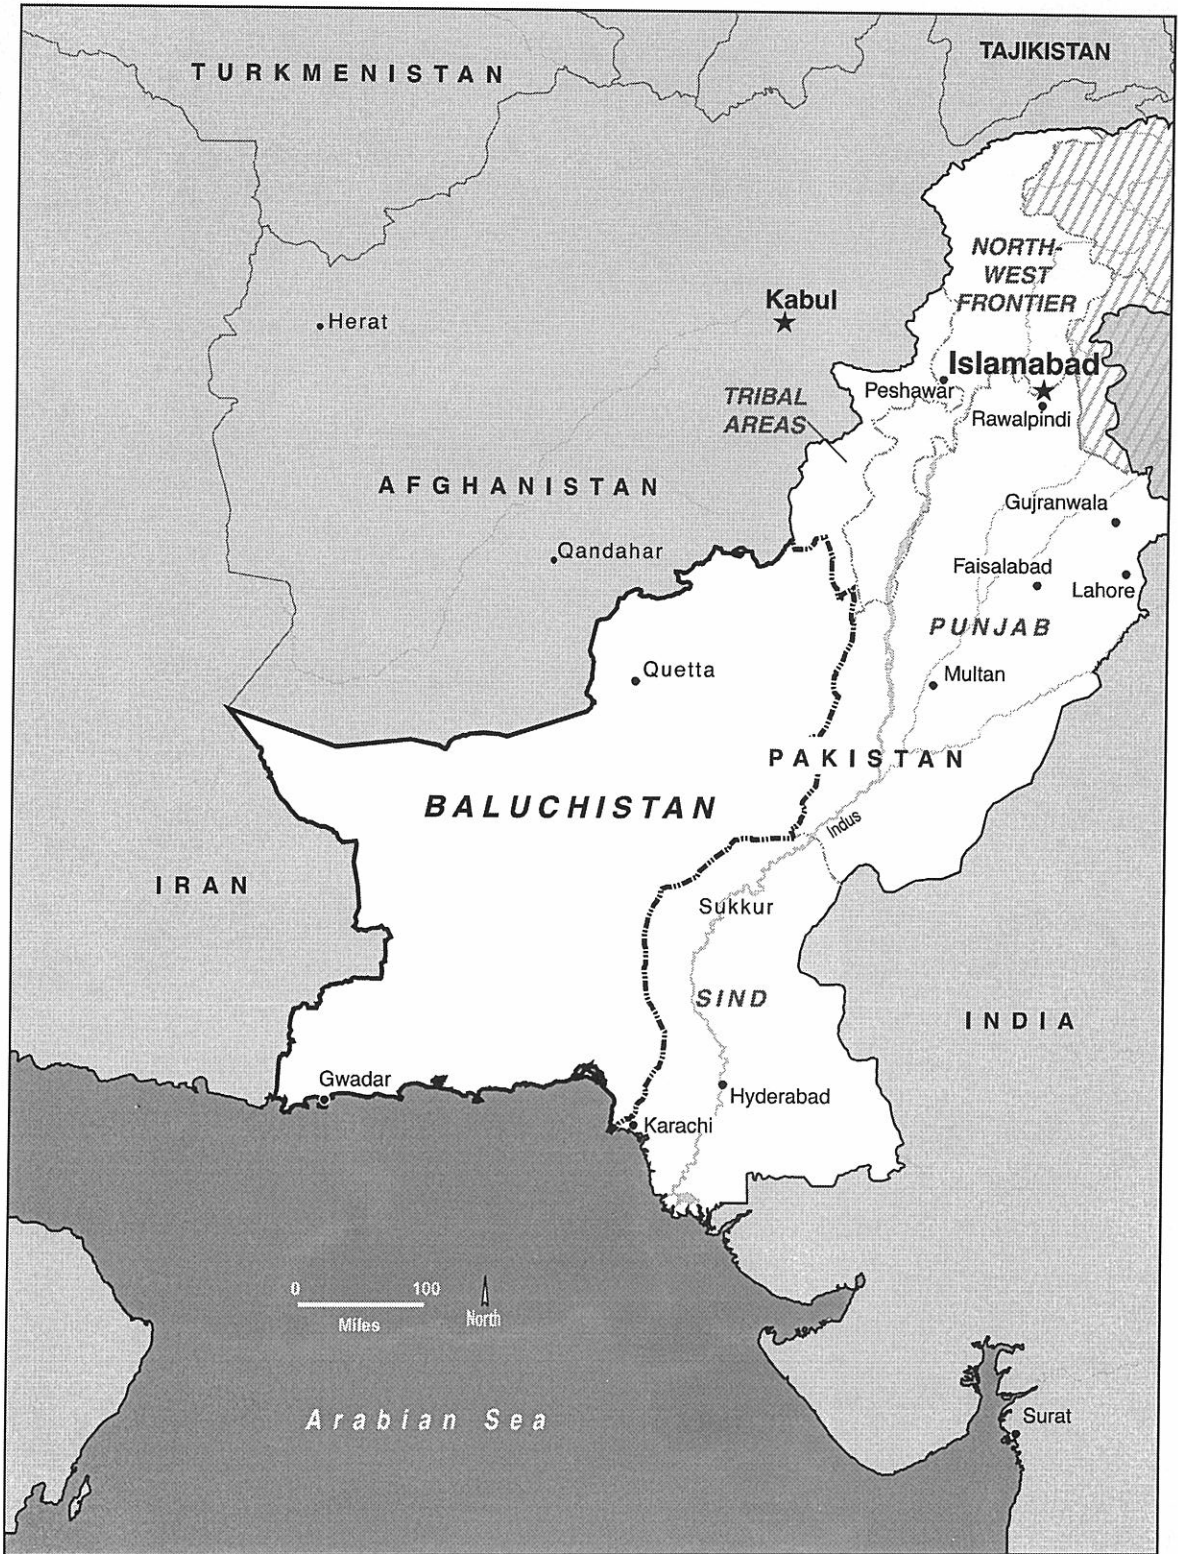 TURKMENISTAN
TAJIKISTAN
NORTH-
WEST
FRONTIER
Kabul
Herat
Islamabad
Peshawar
TRIBAL
AREAS
Rawalpindi
AFGHANISTAN
Gujranwala
Qandahar
Faisalabad
Lahore
PUNJAB
Quetta
Multan
PAKISTAN
BALUCHISTAN
Indus
IRAN
Sukkur
SIND
INDIA
Gwadar
Hyderabad
Karachi
0 100
Miles
North
Arabian Sea
Surat